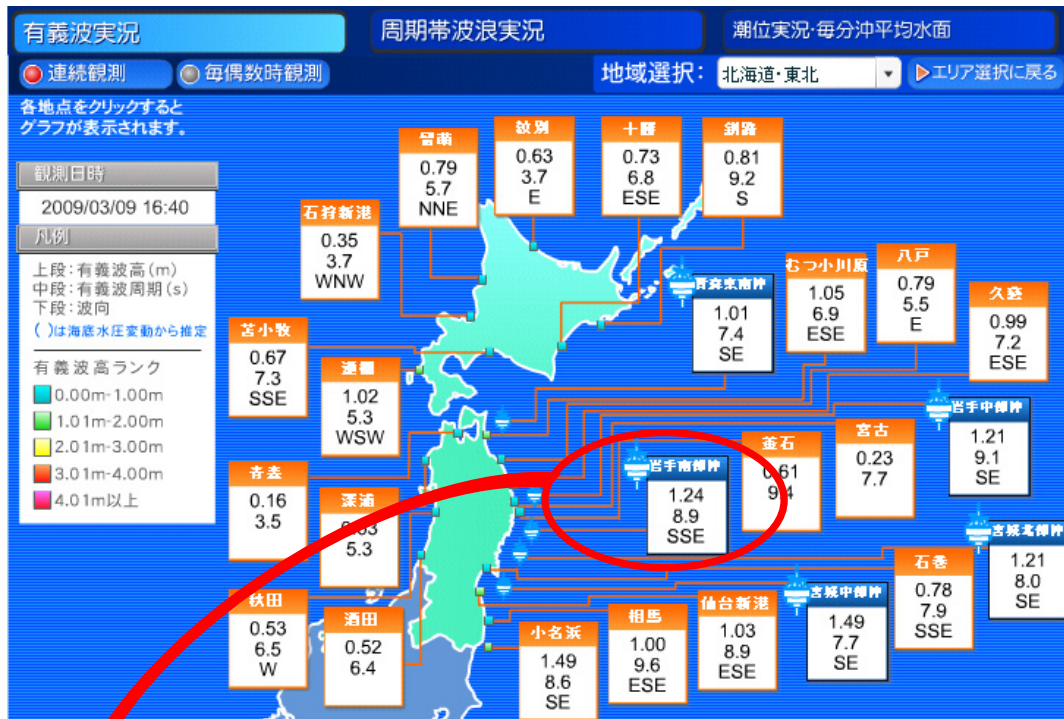 有義波実況
周期帯波浪実況
潮位実況・毎分沖平均水面
連続観測
毎偶数時観測
地域選択：
北海道・東北
エリア選択に戻る
各地点をクリックすると
グラフが表示されます。
観測日時
2009/03/09 16:40
凡例
上段：有義波高(m)
中段：有義波周期(s)
下段：波向
( )は海底水圧変動から推定
有義波高ランク
0.00m-1.00m
1.01m-2.00m
2.01m-3.00m
3.01m-4.00m
4.01m以上
留萌
0.79
5.7
NNE
紋別
0.63
3.7
E
十勝
0.73
6.8
ESE
釧路
0.81
9.2
S
石狩新港
0.35
3.7
WNW
青森東南沖
1.01
7.4
SE
むつ小川原
1.05
6.9
ESE
八戸
0.79
5.5
E
久慈
0.99
7.2
ESE
苫小牧
0.67
7.3
SSE
瀬棚
1.02
5.3
WSW
岩手中部沖
1.21
9.1
SE
青森
0.16
3.5
深浦
5.3
岩手南部沖
1.24
8.9
SSE
釜石
宮古
0.23
7.7
宮城北部沖
1.21
8.0
SE
石巻
0.78
7.9
SSE
秋田
0.53
6.5
W
酒田
0.52
6.4
小名浜
1.49
8.6
SE
相馬
1.00
9.6
ESE
仙台新港
1.03
8.9
ESE
宮城中部沖
1.49
7.7
SE